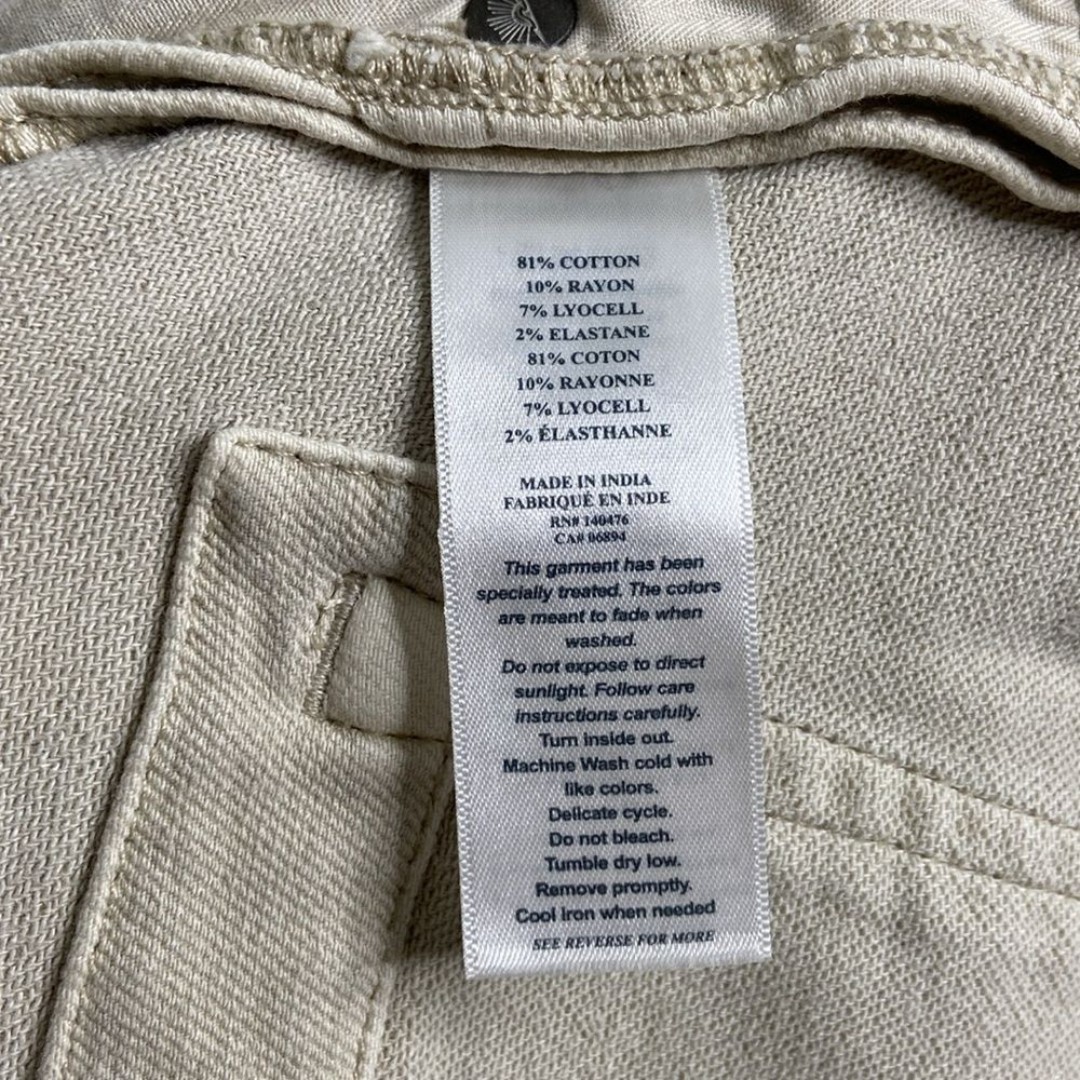 81% COTTON
10% RAYON
7% LYOCELL
2% ELASTANE
81% COTON
10% RAYONNE
7% LYOCELL
2% ÉLASTHANNE
MADE IN INDIA
FABRIQUÉ EN INDE
RN# 140476
CA# 06894
This garment has been
specially treated. The colors
are meant to fade when
washed.
Do not expose to direct
sunlight. Follow care
instructions carefully.
Turn inside out.
Machine Wash cold with
like colors.
Delicate cycle.
Do not bleach.
Tumble dry low.
Remove promptly.
Cool iron when needed
SEE REVERSE FOR MORE